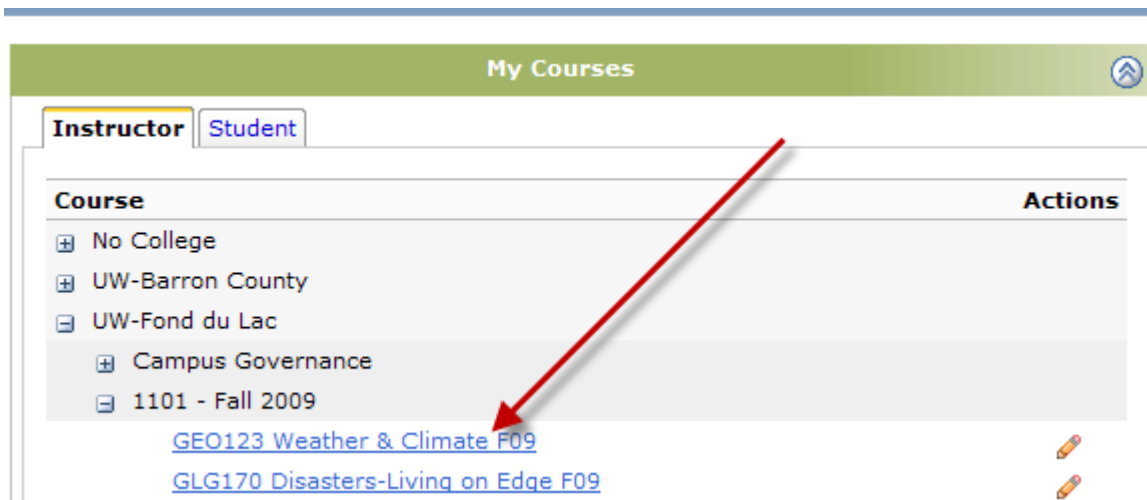 My Courses
Instructor Student
Course Actions
No College
UW-Barron County
UW-Fond du Lac
Campus Governance
1101 - Fall 2009
GEO123 Weather & Climate F09
GLG170 Disasters-Living on Edge F09